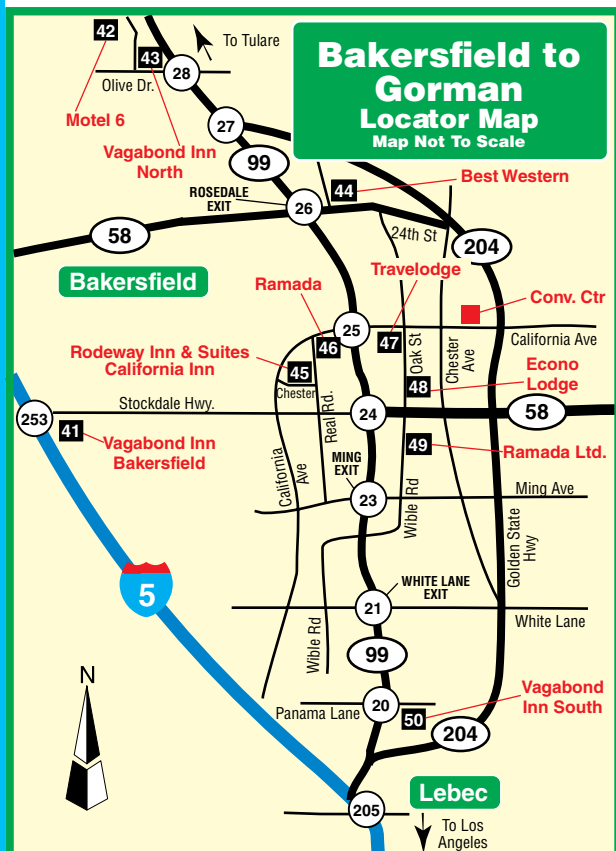 Bakersfield to
Gorman
Locator Map
Map Not To Scale
42
43
To Tulare
28
Olive Dr.
Motel 6
27
Vagabond Inn
North
99
Best Western
44
ROSEDALE
EXIT
26
58
24th St
204
Bakersfield
Travelodge
Ramada
Conv. Ctr
25
46
47
Oak St
Chester
Ave
California Ave
Rodeway Inn & Suites
California Inn
45
Chester
Real Rd.
48
Econo
Lodge
Stockdale Hwy.
253
24
58
41
Vagabond Inn
Bakersfield
California
Ave
MING
EXIT
49
Ramada Ltd.
23
Wible Rd
Ming Ave
Golden State
Hwy
5
WHITE LANE
EXIT
21
White Lane
Wible Rd
99
N
20
Panama Lane
50
Vagabond
Inn South
204
Lebec
205
To Los
Angeles